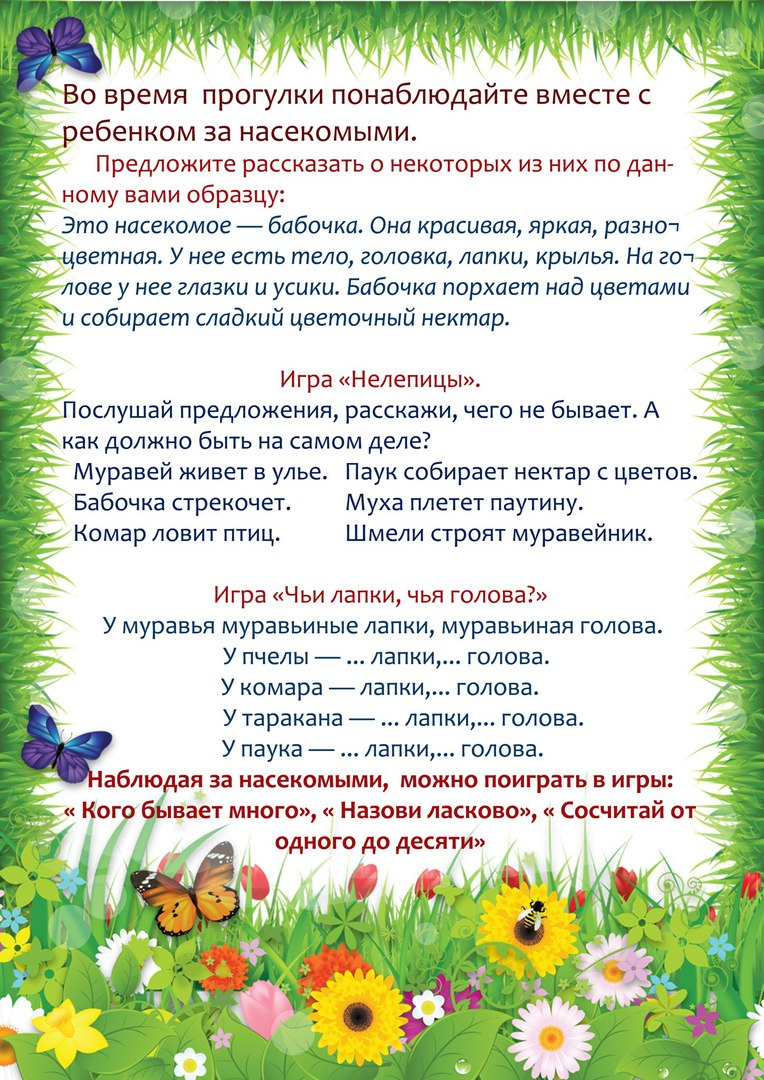 Во время прогулки понаблюдайте вместе с
ребенком за насекомыми.
Предложите рассказать о некоторых из них по дан-
ному вами образцу:
Это насекомое — бабочка. Она красивая, яркая, разно¬
цветная. У нее есть тело, головка, лапки, крылья. На го¬
лове у нее глазки и усики. Бабочка порхает над цветами
и собирает сладкий цветочный нектар.
Игра «Нелепицы».
Послушай предложения, расскажи, чего не бывает. А
как должно быть на самом деле?
Муравей живет в улье. Паук собирает нектар с цветов.
Бабочка стрекочет. Муха плетет паутину.
Комар ловит птиц. Шмели строят муравейник.
Игра «Чьи лапки, чья голова?»
У муравья муравьиные лапки, муравьиная голова.
У пчелы — ... лапки,... голова.
У комара — лапки,... голова.
У таракана — ... лапки,... голова.
У паука — ... лапки,... голова.
Наблюдая за насекомыми, можно поиграть в игры:
« Кого бывает много», « Назови ласково», « Сосчитай от
одного до десяти»